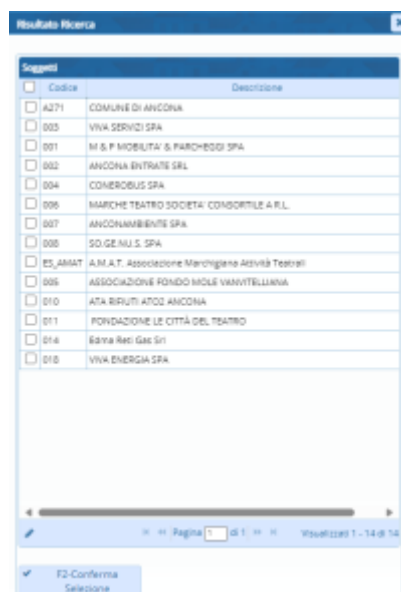 Risultato Ricerca
Soggetti
Codice Descrizione
A271 COMUNE DI ANCONA
003 VIVA SERVIZI SPA
001 M & P MOBILITA' & PARCHEGGI SPA
002 ANCONA ENTRATE SRL
004 CONEROBUS SPA
006 MARCHE TEATRO SOCIETA' CONSORTILE A R.L.
007 ANCONAMBIENTE SPA
008 SO.GE.NU.S. SPA
ES_AMAT A.M.A.T. Associazione Marchigiana Attività Teatrali
005 ASSOCIAZIONE FONDO MOLE VANVITELLIANA
010 ATA RIFIUTI ATO2 ANCONA
011 FONDAZIONE LE CITTÀ DEL TEATRO
014 Edma Reti Gas Srl
018 VIVA ENERGIA SPA
Pagina 1 di 1 Visualizzati 1 - 14 di 14
F2-Conferma
Selezione